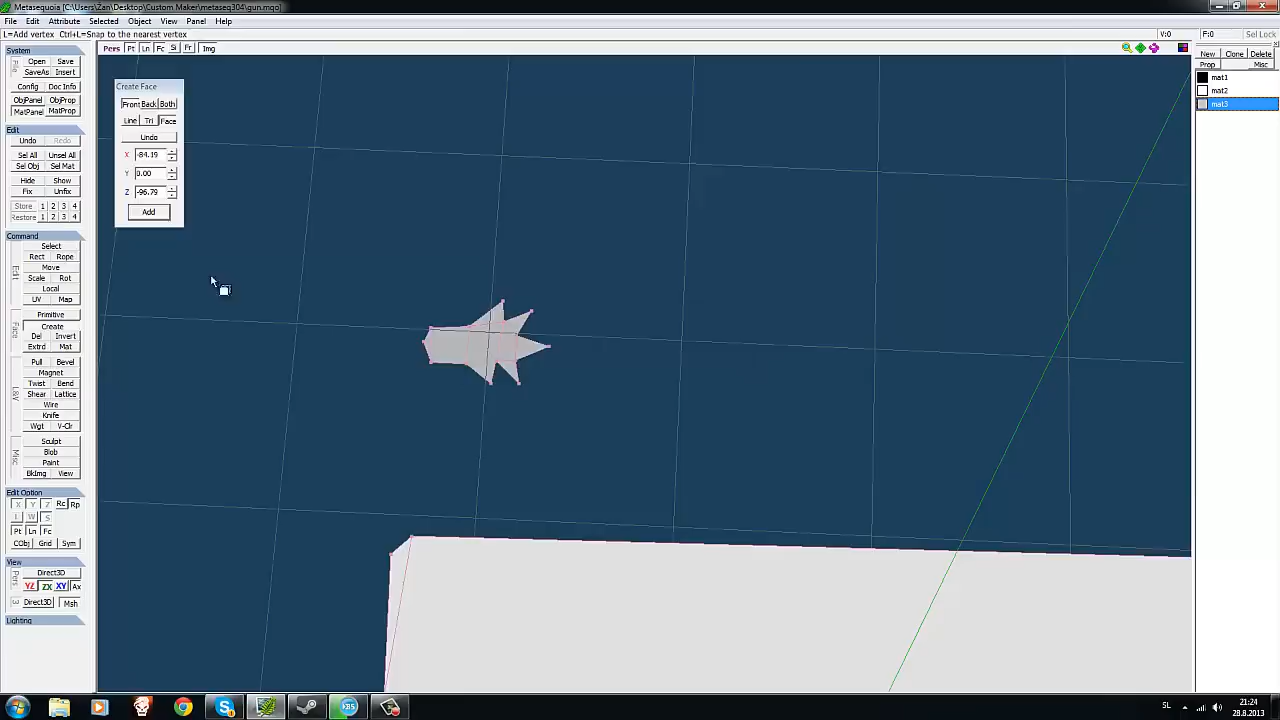 Metasequoia [C:\Users\Žan\Desktop\Custom Maker\metaseq304\gun.mqo]
File Edit Attribute Selected Object View Panel Help
L=Add vertex Ctrl+L=Snap to the nearest vertex V:0 F:0 Sel Lock
System Pers Pt Ln Fc Si Fr Img
File Open Save
SaveAs Insert
Config Doc Info
ObjPanel ObjProp
MatPanel MatProp
Edit
Undo Redo
Sel All Unsel All
Sel Obj Sel Mat
Hide Show
Fix Unfix
Store 1 2 3 4
Restore 1 2 3 4
Command
Edit
Select
Rect Rope
Move
Scale Rot
Local
UV Map
Face
Primitive
Create
Del Invert
Extrd Mat
L&V
Pull Bevel
Magnet
Twist Bend
Shear Lattice
Wire
Knife
Wgt V-Clr
Misc
Sculpt
Blob
Paint
BkImg View
Edit Option
X Y Z Rc Rp
L W S
Pt Ln Fc
CObj Grid Sym
View
Pers
Direct3D
YZ ZX XY Ax
3
Direct3D Msh
Lighting
Create Face
Front Back Both
Line Tri Face
Undo
X -84.19
Y 0.00
Z -96.79
Add
New Clone Delete
Prop Misc
mat1
mat2
mat3
SL
21:24
28.8.2013